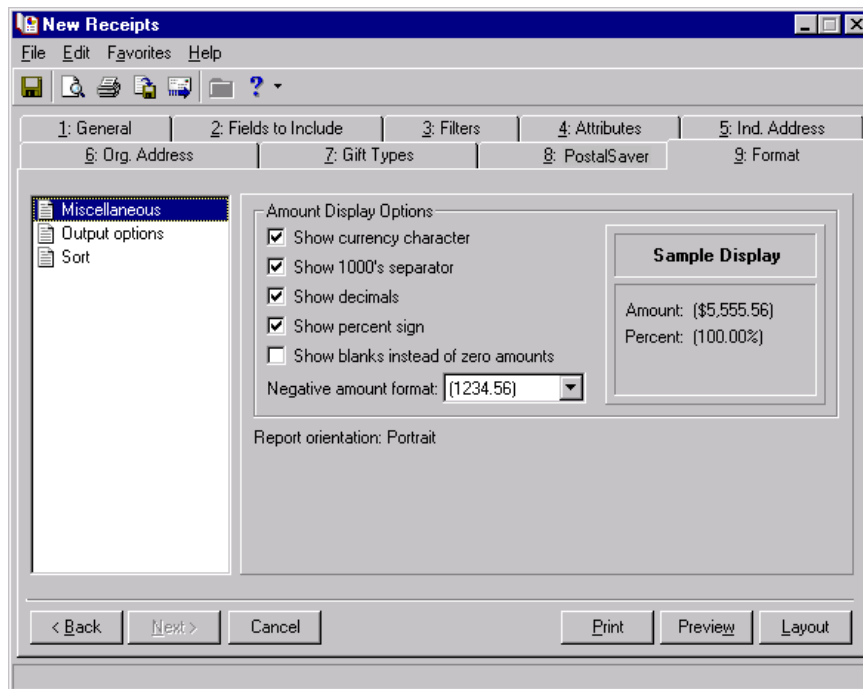 New Receipts
File Edit Favorites Help
1: General 2: Fields to Include 3: Filters 4: Attributes 5: Ind. Address
6: Org. Address 7: Gift Types 8: PostalSaver 9: Format
Miscellaneous
Output options
Sort
Amount Display Options
Show currency character
Show 1000's separator
Show decimals
Show percent sign
Show blanks instead of zero amounts
Negative amount format: (1234.56)
Sample Display
Amount: ($5,555.56)
Percent: (100.00%)
Report orientation: Portrait
< Back Next > Cancel Print Preview Layout